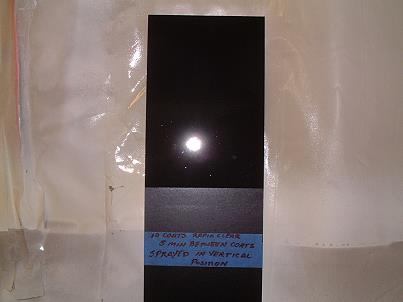 10 COATS RAPID CLEAR
5 MIN BETWEEN COATS
SPRAYED IN VERTICAL
POSITION